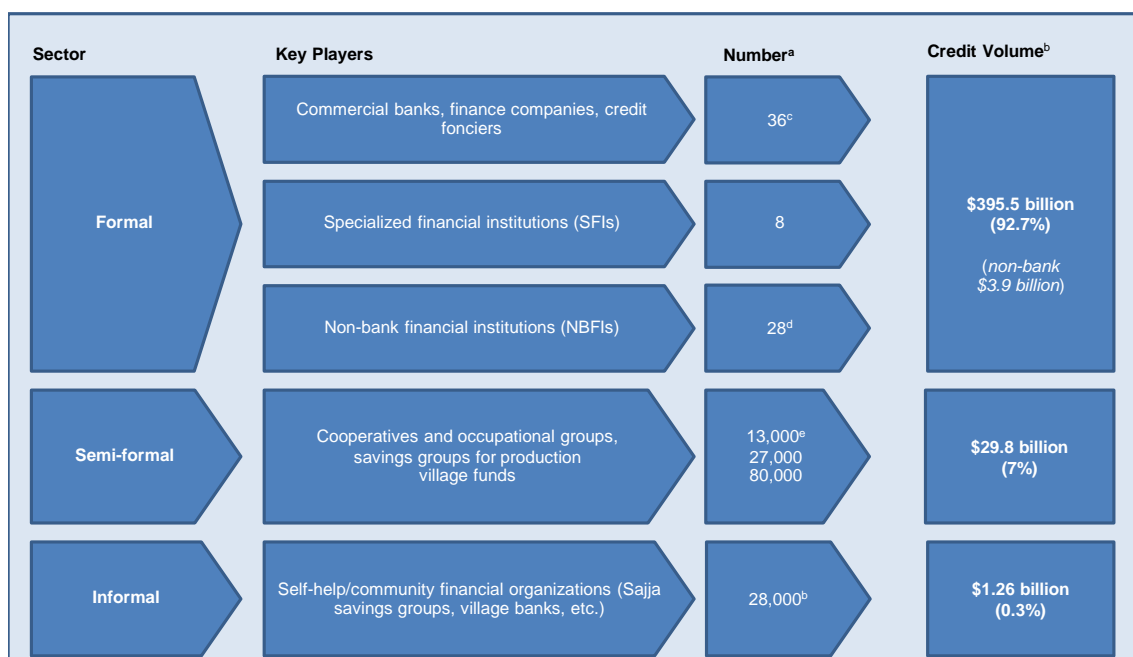 Sector
Key Players
Numberᵃ
Credit Volumeᵇ
Formal
Commercial banks, finance companies, credit
fonciers
36ᶜ
Specialized financial institutions (SFIs)
8
Non-bank financial institutions (NBFIs)
28ᵈ
$395.5 billion
(92.7%)
(non-bank
$3.9 billion)
Semi-formal
Cooperatives and occupational groups,
savings groups for production
village funds
13,000ᵉ
27,000
80,000
$29.8 billion
(7%)
Informal
Self-help/community financial organizations (Sajja
savings groups, village banks, etc.)
28,000ᵇ
$1.26 billion
(0.3%)